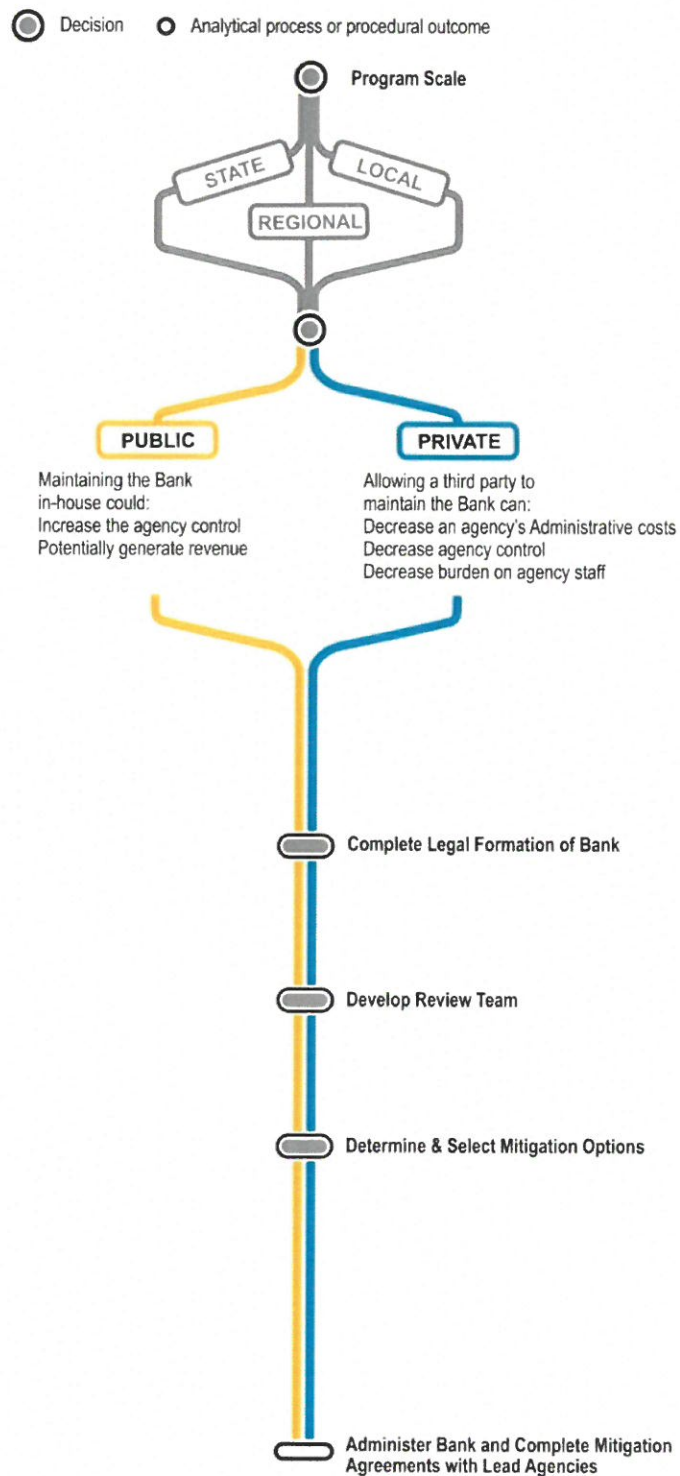 Decision
Analytical process or procedural outcome
Program Scale
STATE
LOCAL
REGIONAL
PUBLIC
PRIVATE
Maintaining the Bank
in-house could:
Increase the agency control
Potentially generate revenue
Allowing a third party to
maintain the Bank can:
Decrease an agency's Administrative costs
Decrease agency control
Decrease burden on agency staff
Complete Legal Formation of Bank
Develop Review Team
Determine & Select Mitigation Options
Administer Bank and Complete Mitigation
Agreements with Lead Agencies